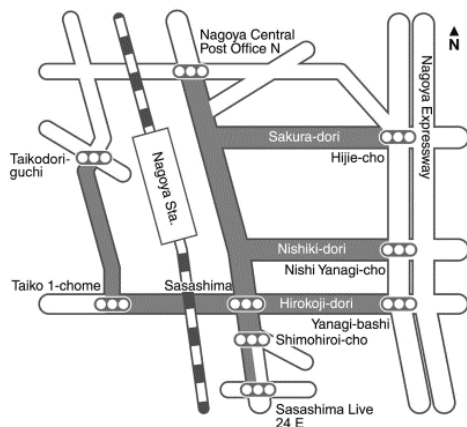 Nagoya Central
Post Office N
N
Nagoya Expressway
Sakura-dori
Hijie-cho
Taikodori-
guchi
Nagoya Sta.
Nishiki-dori
Nishi Yanagi-cho
Taiko 1-chome
Sasashima
Hirokoji-dori
Yanagi-bashi
Shimohiroi-cho
Sasashima Live
24 E